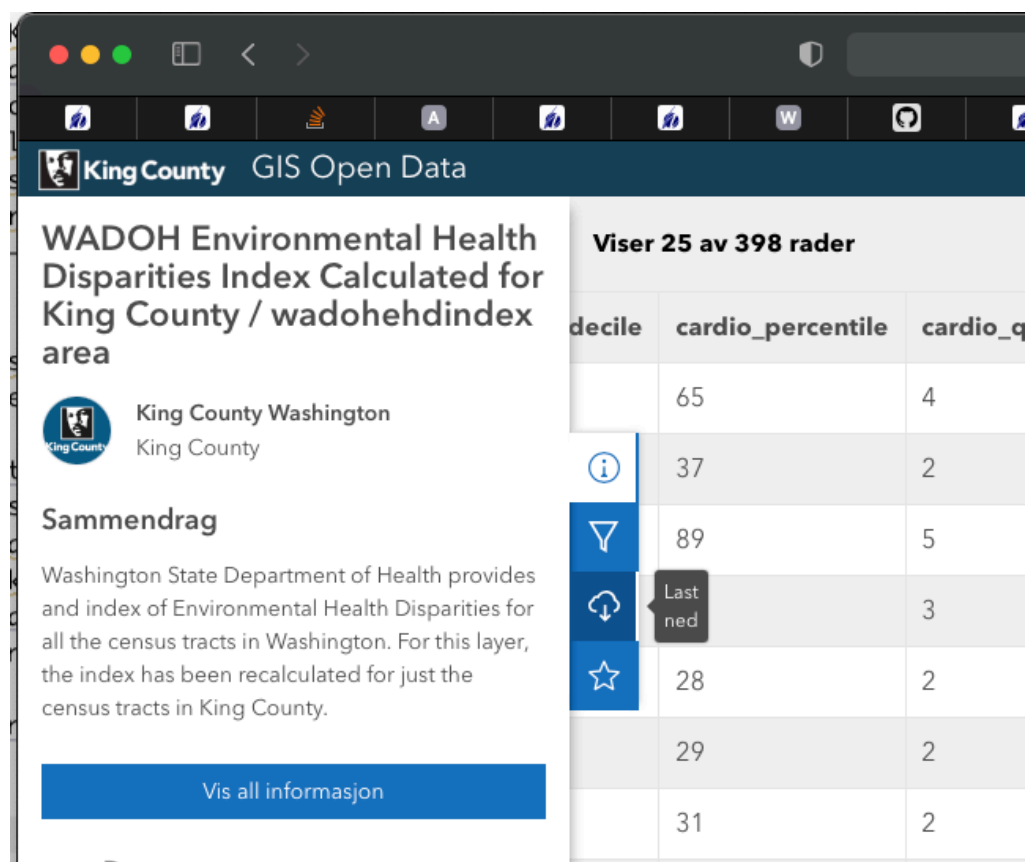 A
W
King County GIS Open Data
WADOH Environmental Health
Disparities Index Calculated for
King County / wadohehdindex
area
King County
King County Washington
King County
Sammendrag
Washington State Department of Health provides
and index of Environmental Health Disparities for
all the census tracts in Washington. For this layer,
the index has been recalculated for just the
census tracts in King County.
Vis all informasjon
Viser 25 av 398 rader
decile cardio_percentile cardio_q
65 4
37 2
89 5
Last
ned
3
28 2
29 2
31 2